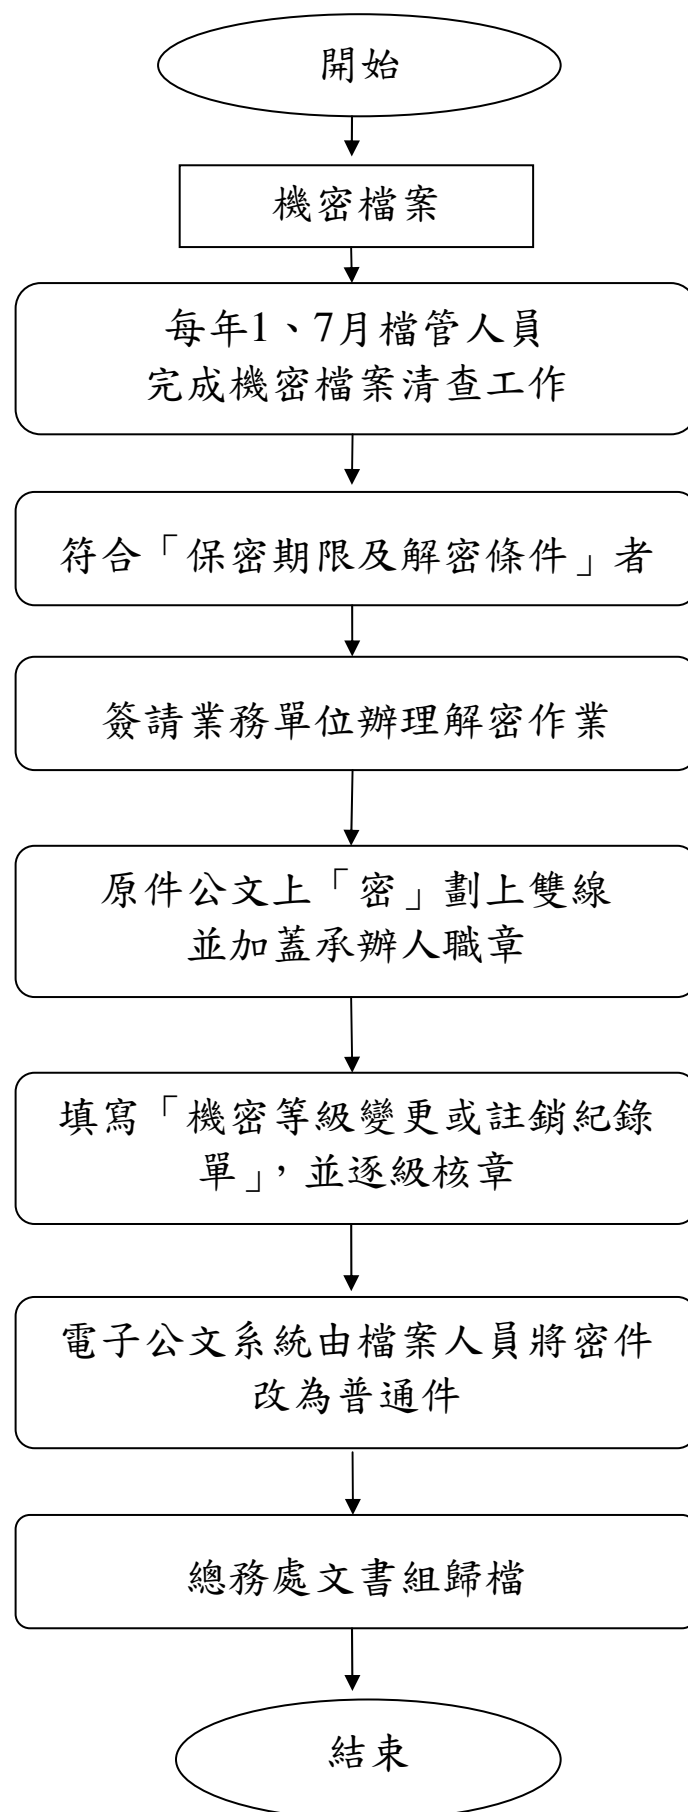 開始
機密檔案
每年1、7月檔管人員
完成機密檔案清查工作
符合「保密期限及解密條件」者
簽請業務單位辦理解密作業
原件公文上「密」劃上雙線
並加蓋承辦人職章
填寫「機密等級變更或註銷紀錄
單」，並逐級核章
電子公文系統由檔案人員將密件
改為普通件
總務處文書組歸檔
結束